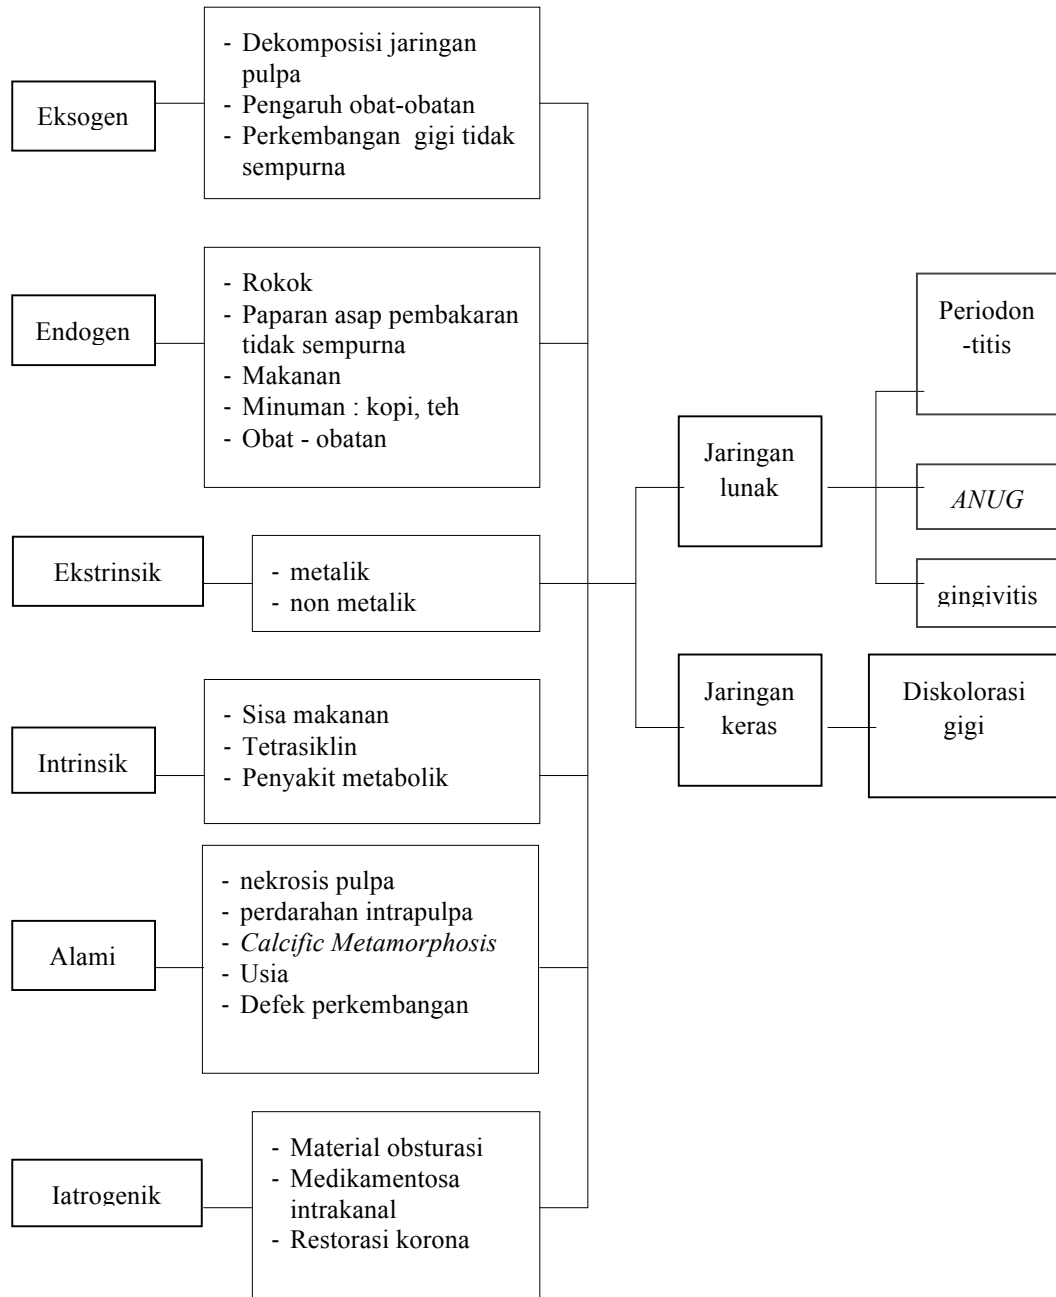 Eksogen
- Dekomposisi jaringan
pulpa
- Pengaruh obat-obatan
- Perkembangan gigi tidak
sempurna
Endogen
- Rokok
- Paparan asap pembakaran
tidak sempurna
- Makanan
- Minuman : kopi, teh
- Obat - obatan
Ekstrinsik
- metalik
- non metalik
Intrinsik
- Sisa makanan
- Tetrasiklin
- Penyakit metabolik
Alami
- nekrosis pulpa
- perdarahan intrapulpa
- Calcific Metamorphosis
- Usia
- Defek perkembangan
Iatrogenik
- Material obsturasi
- Medikamentosa
intrakanal
- Restorasi korona
Jaringan
lunak
Periodon
-titis
ANUG
gingivitis
Jaringan
keras
Diskolorasi
gigi